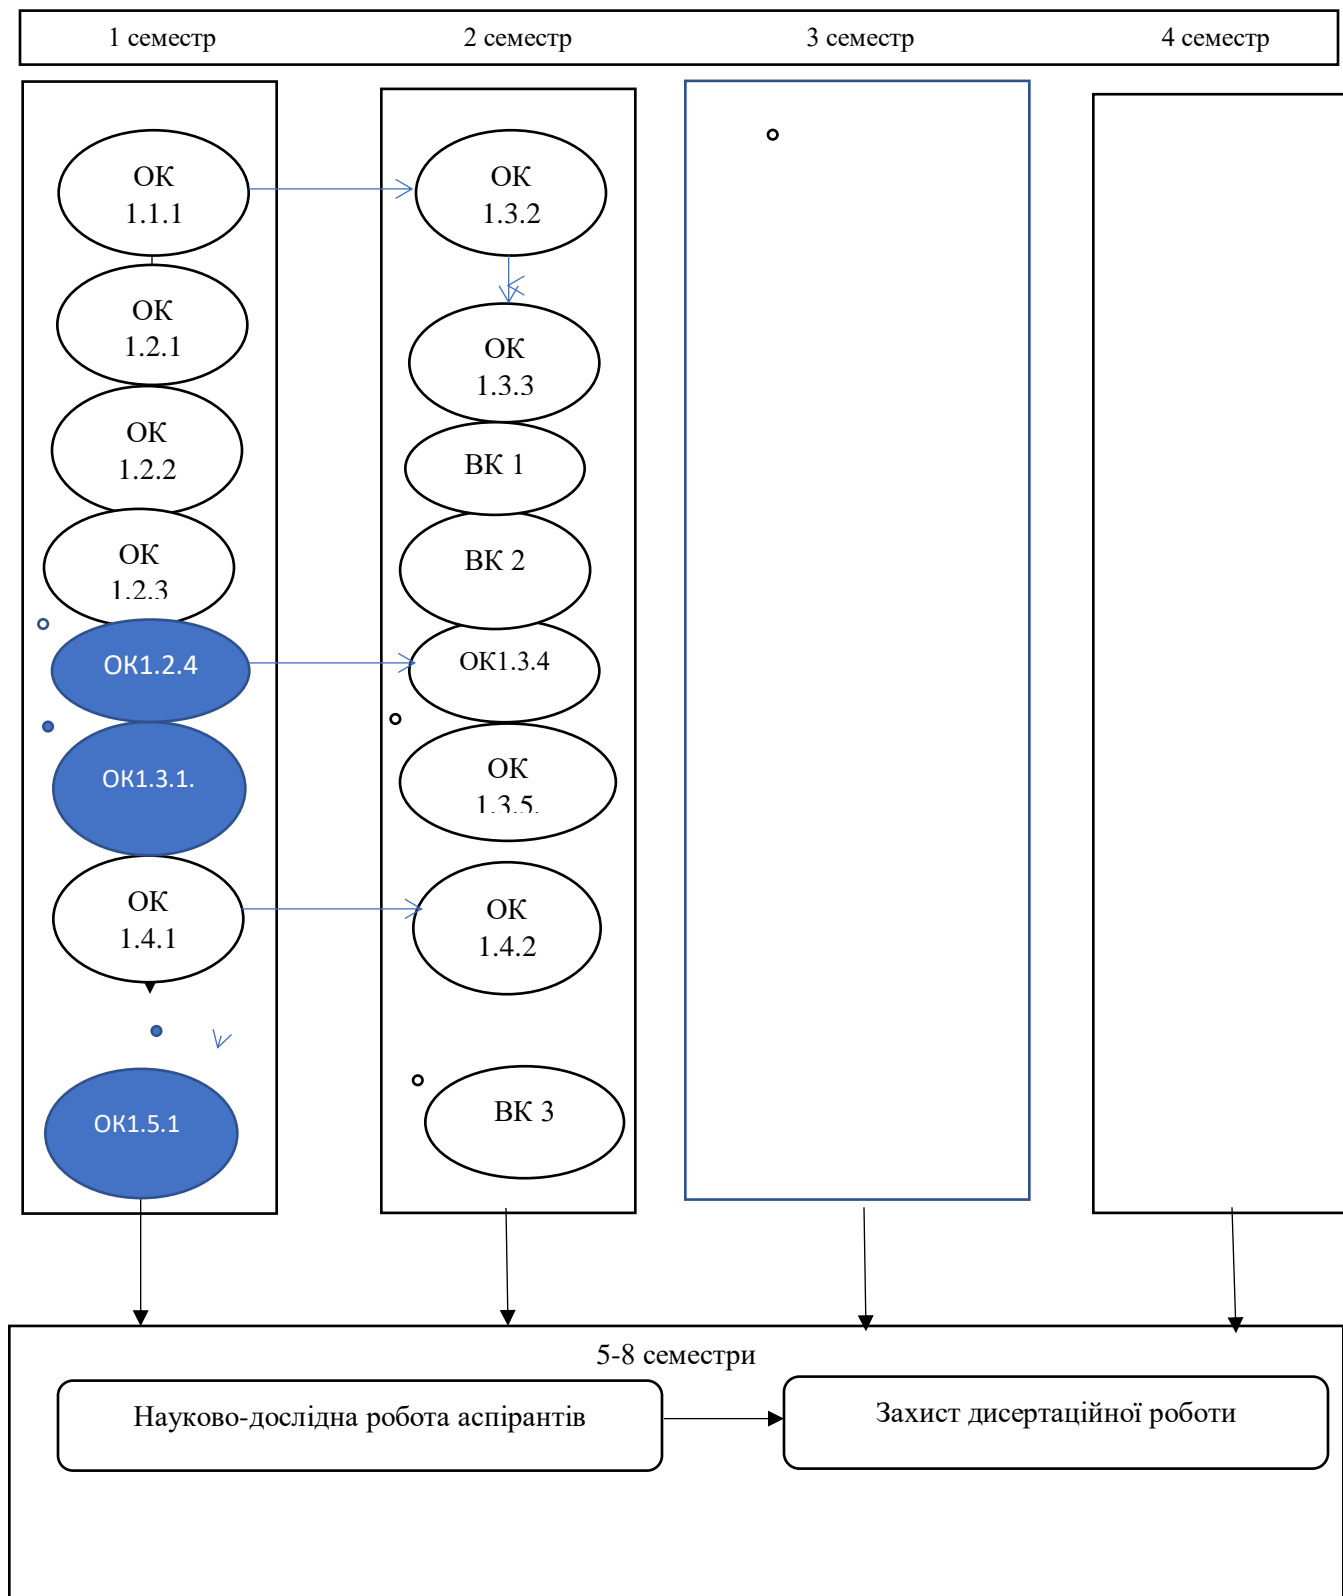 1 семестр 2 семестр 3 семестр 4 семестр
ОК
1.1.1
ОК
1.2.1
ОК
1.2.2
ОК
1.2.3
ОК1.2.4
ОК1.3.1.
ОК
1.4.1
ОК1.5.1
ОК
1.3.2
ОК
1.3.3
ВК 1
ВК 2
ОК1.3.4
ОК
1.3.5.
ОК
1.4.2
ВК 3
5-8 семестри
Науково-дослідна робота аспірантів
Захист дисертаційної роботи